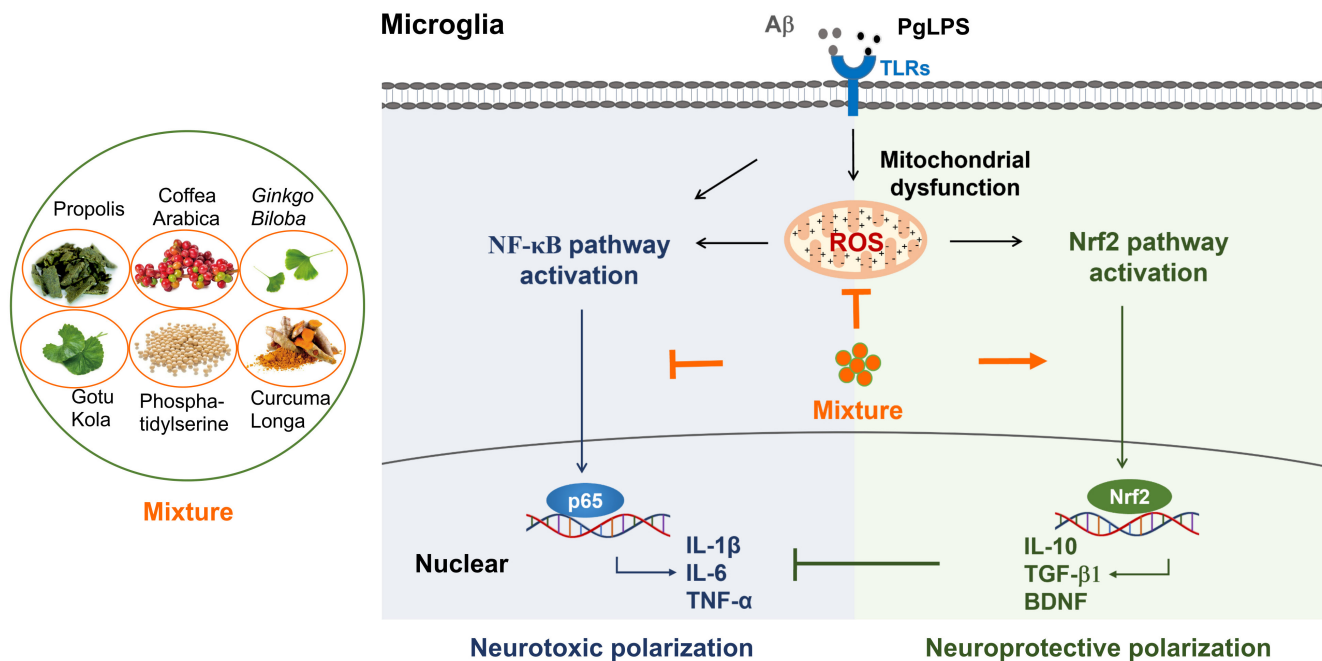 Microglia
Aβ
PgLPS
TLRs
Propolis
Coffea
Arabica
Ginkgo
Biloba
Gotu
Kola
Phospha-
tidylserine
Curcuma
Longa
Mixture
Mitochondrial
dysfunction
ROS
NF-κB pathway
activation
Nrf2 pathway
activation
Mixture
p65
Nrf2
Nuclear
IL-1β
IL-6
TNF-α
IL-10
TGF-β1
BDNF
Neurotoxic polarization
Neuroprotective polarization